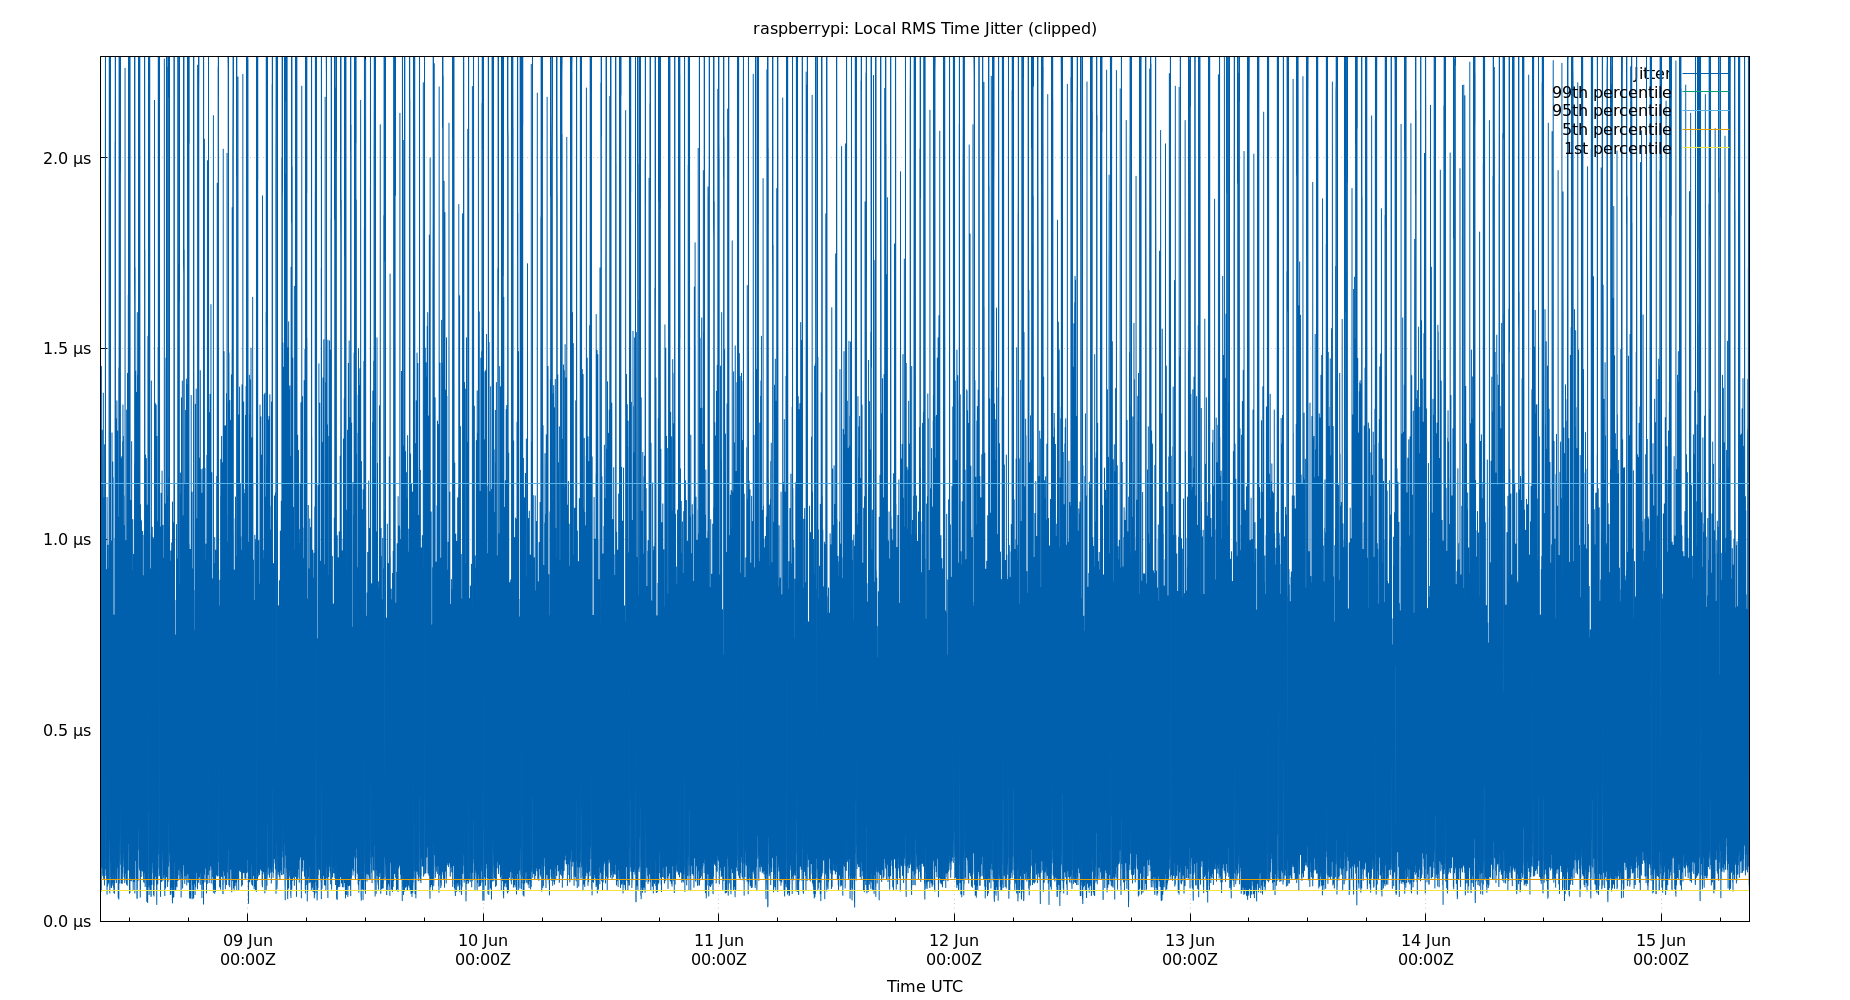 raspberrypi: Local RMS Time Jitter (clipped)
jitter
99th percentile
95th percentile
5th percentile
1st percentile
2.0 μs
1.5 μs
1.0 μs
0.5 μs
0.0 μs
09 Jun
00:00Z
10 Jun
00:00Z
11 Jun
00:00Z
12 Jun
00:00Z
13 Jun
00:00Z
14 Jun
00:00Z
15 Jun
00:00Z
Time UTC